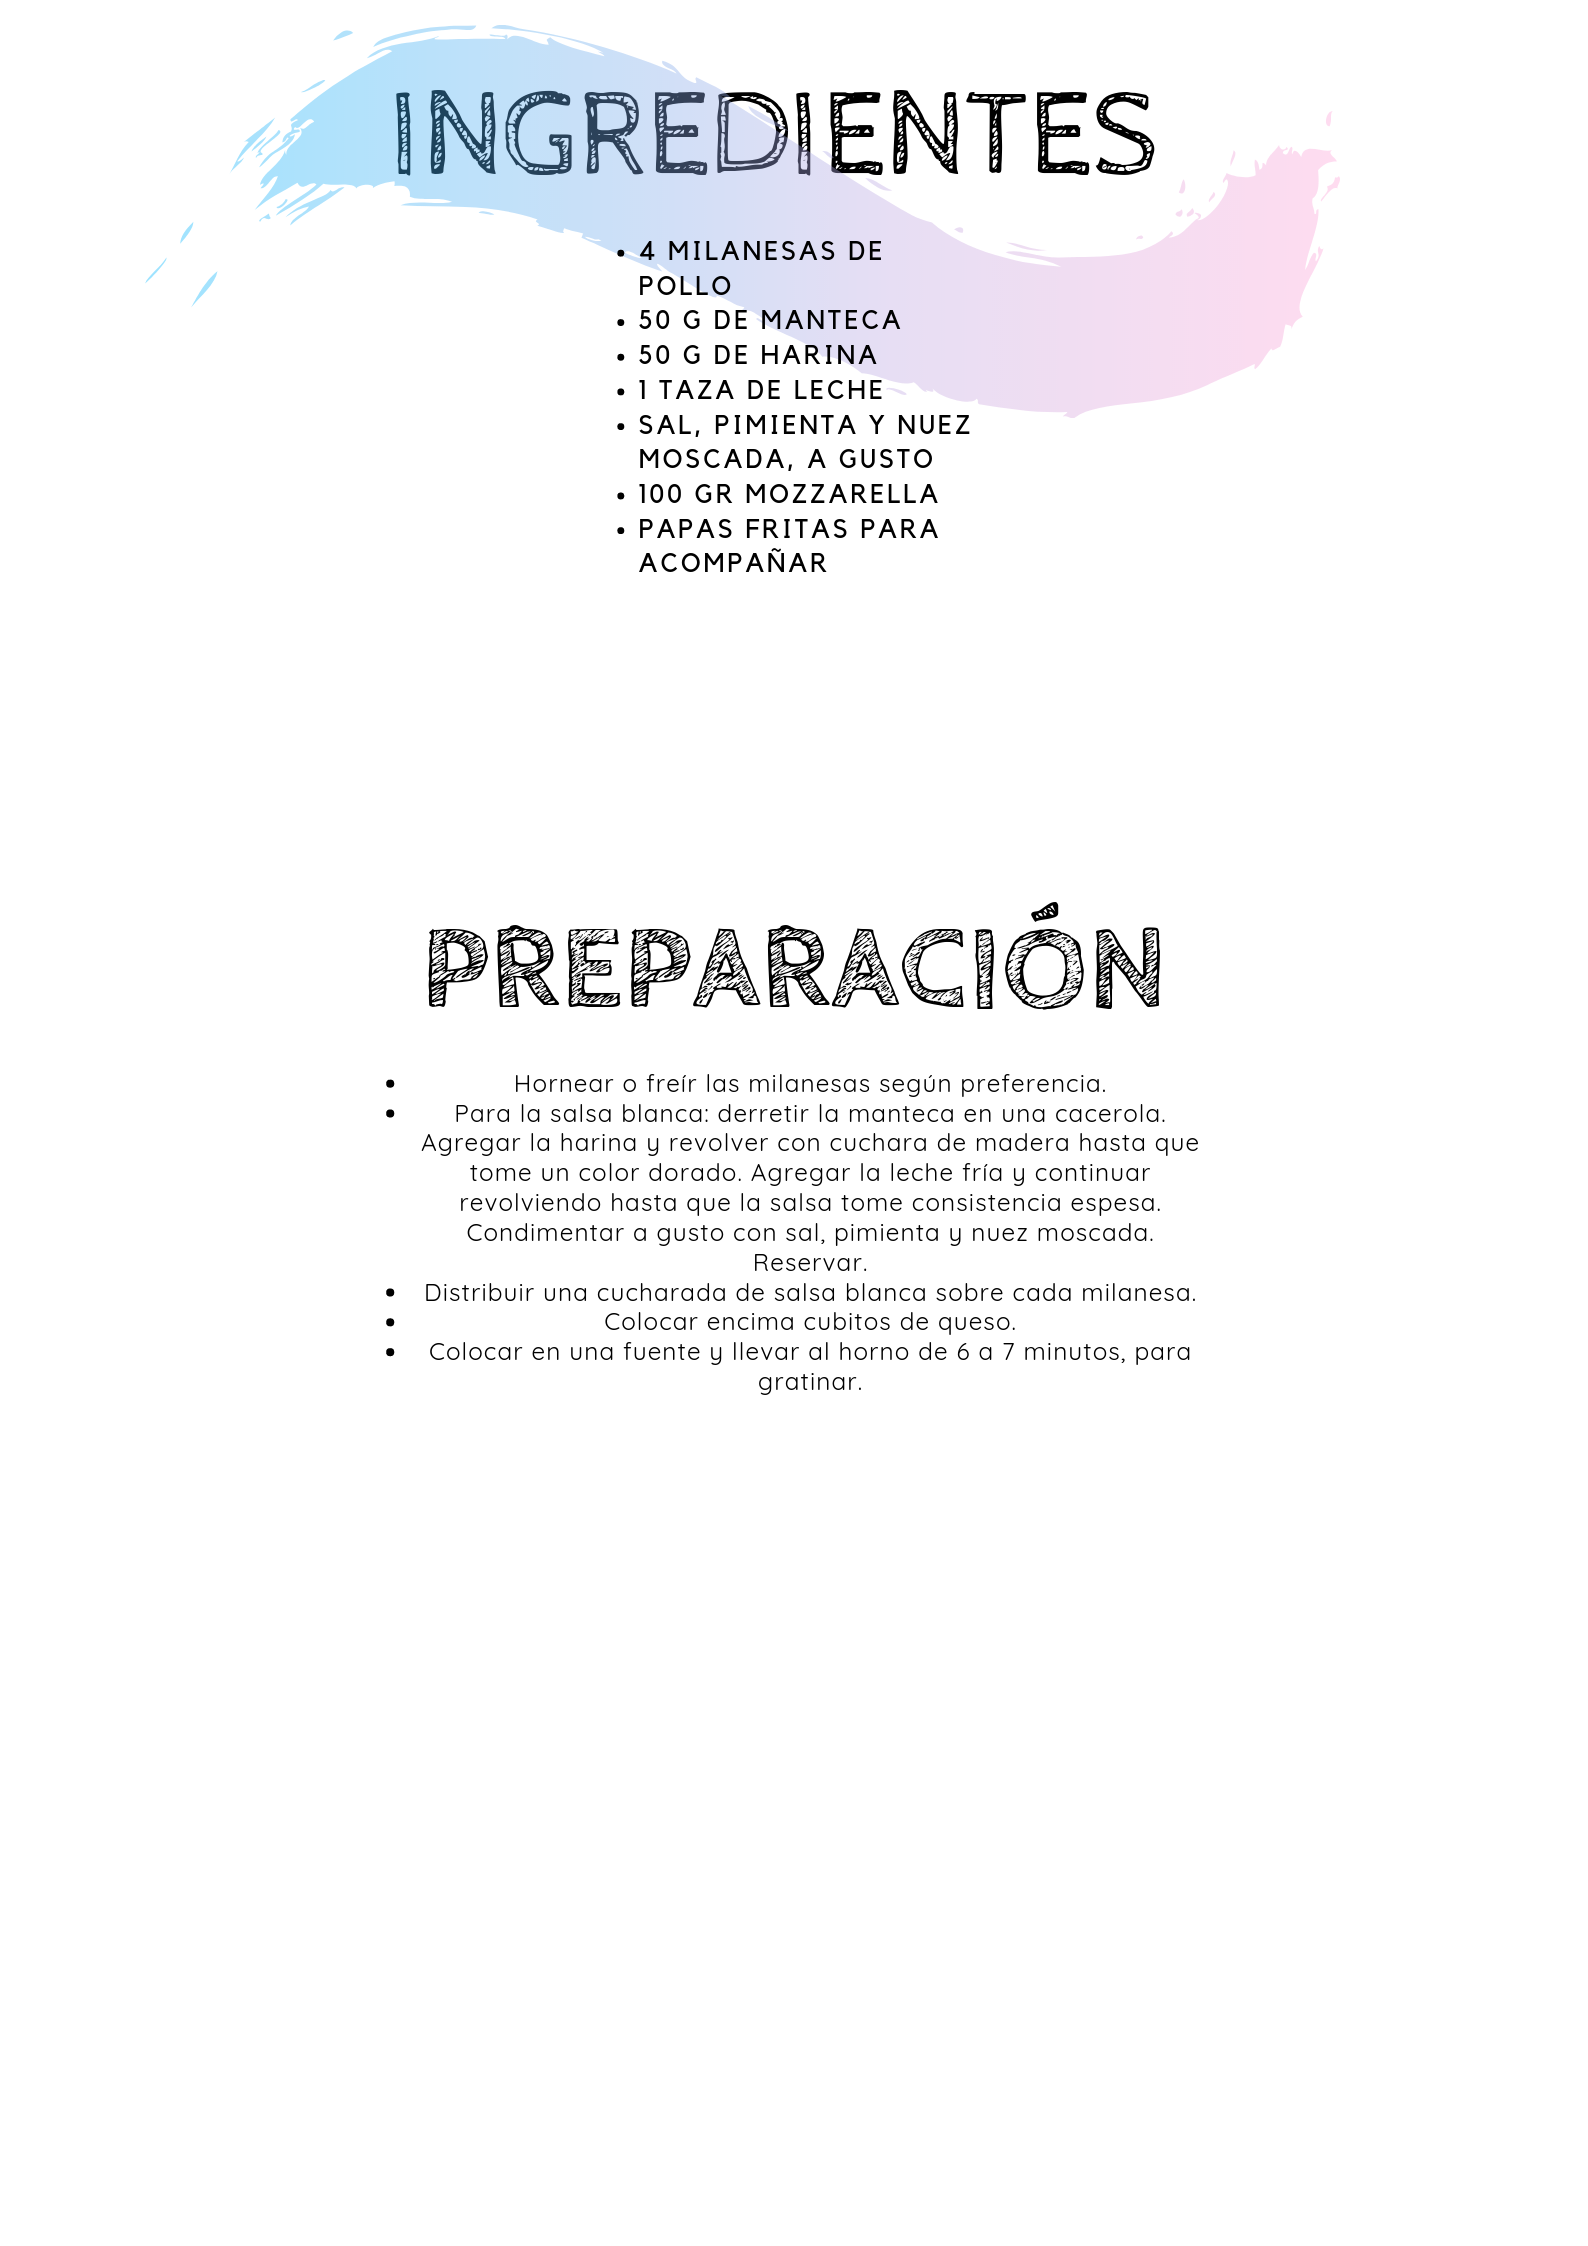 INGREDIENTES
• 4 MILANESAS DE
POLLO
• 50 G DE MANTECA
• 50 G DE HARINA
• 1 TAZA DE LECHE
• SAL, PIMIENTA Y NUEZ
MOSCADA, A GUSTO
• 100 GR MOZZARELLA
• PAPAS FRITAS PARA
ACOMPAÑAR
PREPARACIÓN
• Hornear o freír las milanesas según preferencia.
• Para la salsa blanca: derretir la manteca en una cacerola.
Agregar la harina y revolver con cuchara de madera hasta que
tome un color dorado. Agregar la leche fría y continuar
revolviendo hasta que la salsa tome consistencia espesa.
Condimentar a gusto con sal, pimienta y nuez moscada.
Reservar.
• Distribuir una cucharada de salsa blanca sobre cada milanesa.
• Colocar encima cubitos de queso.
• Colocar en una fuente y llevar al horno de 6 a 7 minutos, para
gratinar.